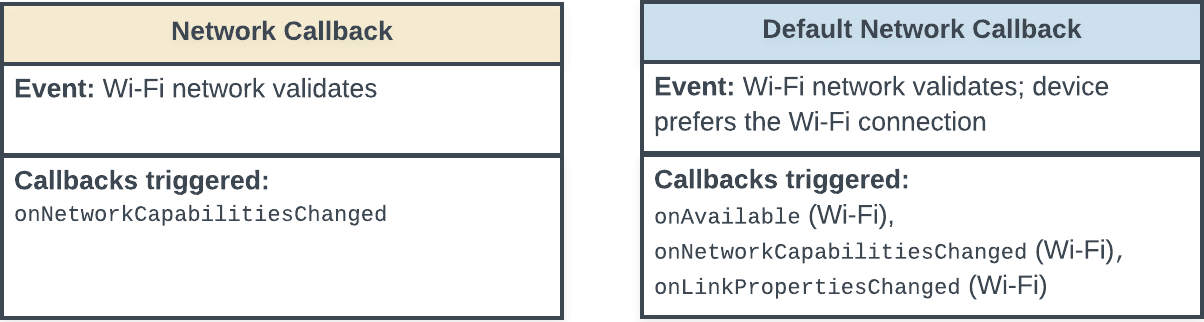 Network Callback
Event: Wi-Fi network validates
Callbacks triggered:
onNetworkCapabilitiesChanged
Default Network Callback
Event: Wi-Fi network validates; device
prefers the Wi-Fi connection
Callbacks triggered:
onAvailable (Wi-Fi),
onNetworkCapabilitiesChanged (Wi-Fi),
onLinkPropertiesChanged (Wi-Fi)